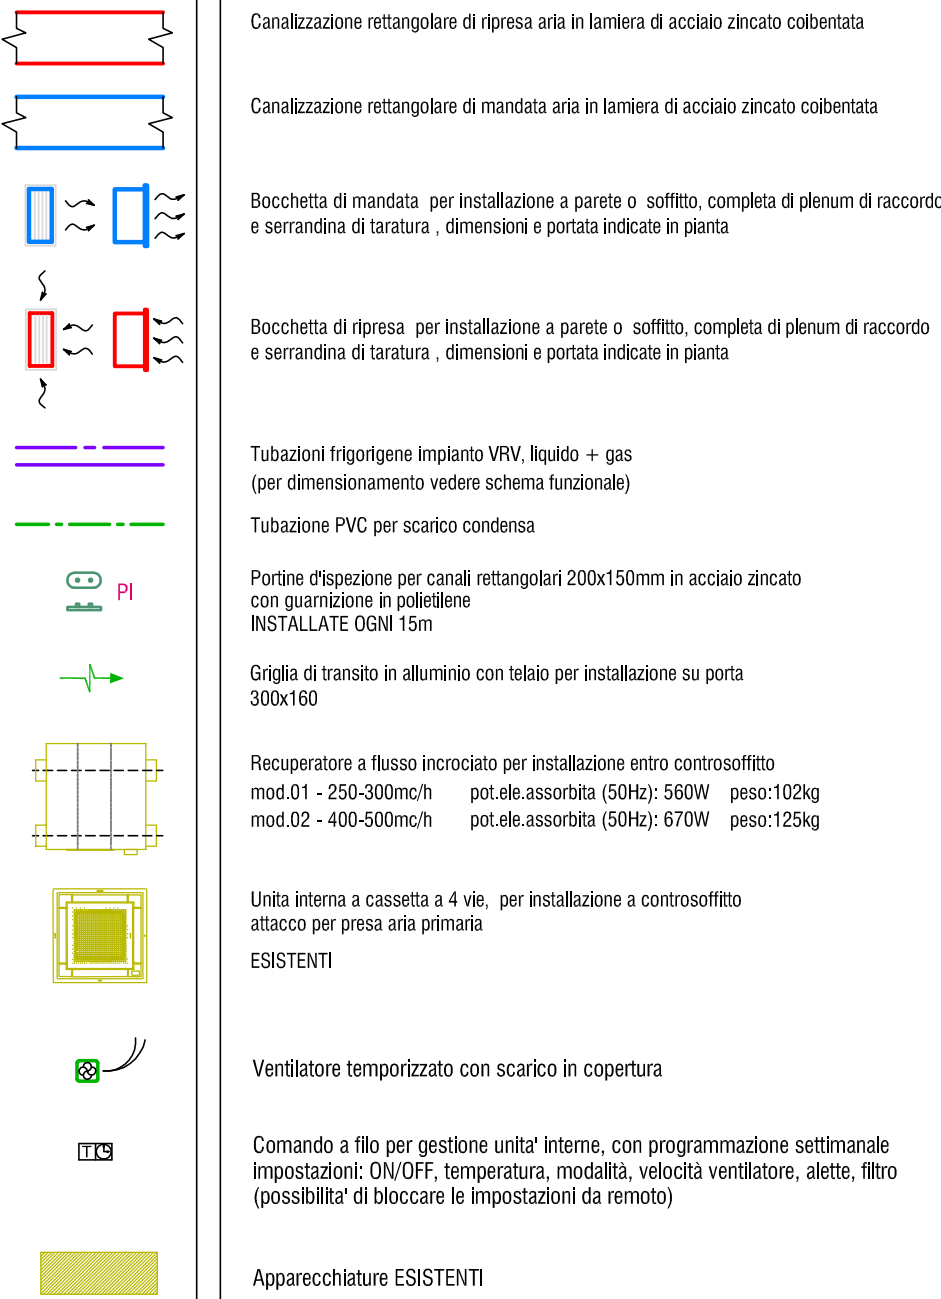 Canalizzazione rettangolare di ripresa aria in lamiera di acciaio zincato coibentata
Canalizzazione rettangolare di mandata aria in lamiera di acciaio zincato coibentata
Bocchetta di mandata per installazione a parete o soffitto, completa di plenum di raccordo
e serrandina di taratura , dimensioni e portata indicate in pianta
Bocchetta di ripresa per installazione a parete o soffitto, completa di plenum di raccordo
e serrandina di taratura , dimensioni e portata indicate in pianta
Tubazioni frigorigene impianto VRV, liquido + gas
(per dimensionamento vedere schema funzionale)
Tubazione PVC per scarico condensa
PI
Portine d'ispezione per canali rettangolari 200x150mm in acciaio zincato
con guarnizione in polietilene
INSTALLATE OGNI 15m
Griglia di transito in alluminio con telaio per installazione su porta
300x160
Recuperatore a flusso incrociato per installazione entro controsoffitto
mod.01 - 250-300mc/h pot.ele.assorbita (50Hz): 560W peso:102kg
mod.02 - 400-500mc/h pot.ele.assorbita (50Hz): 670W peso:125kg
Unita interna a cassetta a 4 vie, per installazione a controsoffitto
attacco per presa aria primaria
ESISTENTI
Ventilatore temporizzato con scarico in copertura
T
Comando a filo per gestione unita' interne, con programmazione settimanale
impostazioni: ON/OFF, temperatura, modalità, velocità ventilatore, alette, filtro
(possibilita' di bloccare le impostazioni da remoto)
Apparecchiature ESISTENTI